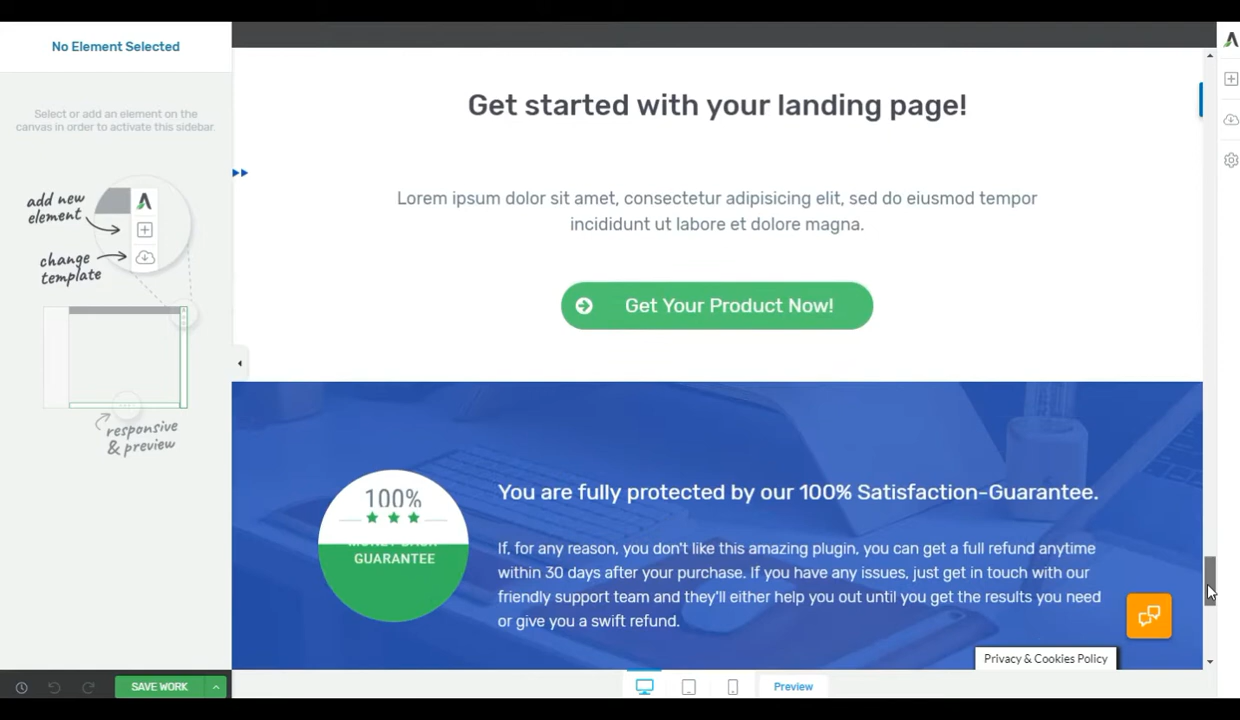 No Element Selected
Select or add an element on the
canvas in order to activate this sidebar.
add new
element
change
template
responsive
& preview
SAVE WORK
Get started with your landing page!
Lorem ipsum dolor sit amet, consectetur adipisicing elit, sed do eiusmod tempor
incididunt ut labore et dolore magna.
Get Your Product Now!
100%
GUARANTEE
You are fully protected by our 100% Satisfaction-Guarantee.
If, for any reason, you don't like this amazing plugin, you can get a full refund anytime
within 30 days after your purchase. If you have any issues, just get in touch with our
friendly support team and they'll either help you out until you get the results you need
or give you a swift refund.
Privacy & Cookies Policy
Preview